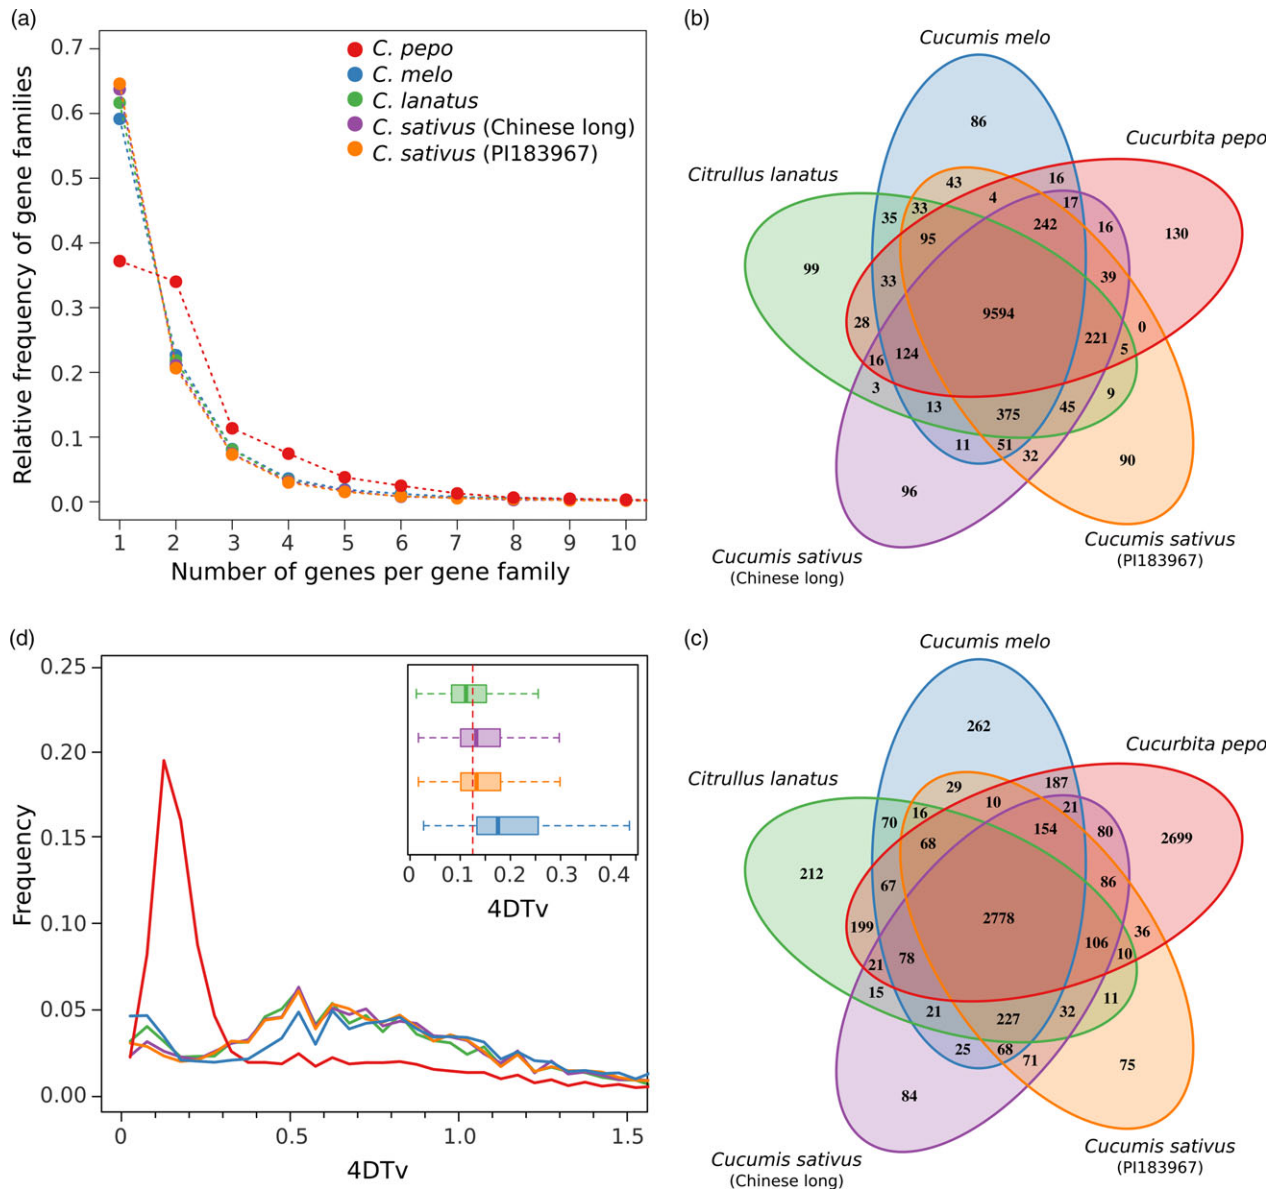 (a)
Relative frequency of gene families
0.7
0.6
0.5
0.4
0.3
0.2
0.1
0.0
C. pepo
C. melo
C. lanatus
C. sativus (Chinese long)
C. sativus (PI183967)
1 2 3 4 5 6 7 8 9 10
Number of genes per gene family
(b)
Cucumis melo
Cucurbita pepo
Citrullus lanatus
86
43 4 16 17
35 33 16 130
95 242
99 33 39
28 9594 0
16 124 221 5
3 9
13 375 45
11 51 32
96 90
Cucumis sativus
(Chinese long)
Cucumis sativus
(PI183967)
(d)
Frequency
0.25
0.20
0.15
0.10
0.05
0.00
0 0.5 1.0 1.5
4DTv
0 0.1 0.2 0.3 0.4
4DTv
(c)
Cucumis melo
Cucurbita pepo
Citrullus lanatus
262
29 10 187 21
70 16 80 2699
68 154
212 67 86
199 2778 36
21 78 106 10
15 11
21 227 32
25 68 71
84 75
Cucumis sativus
(Chinese long)
Cucumis sativus
(PI183967)